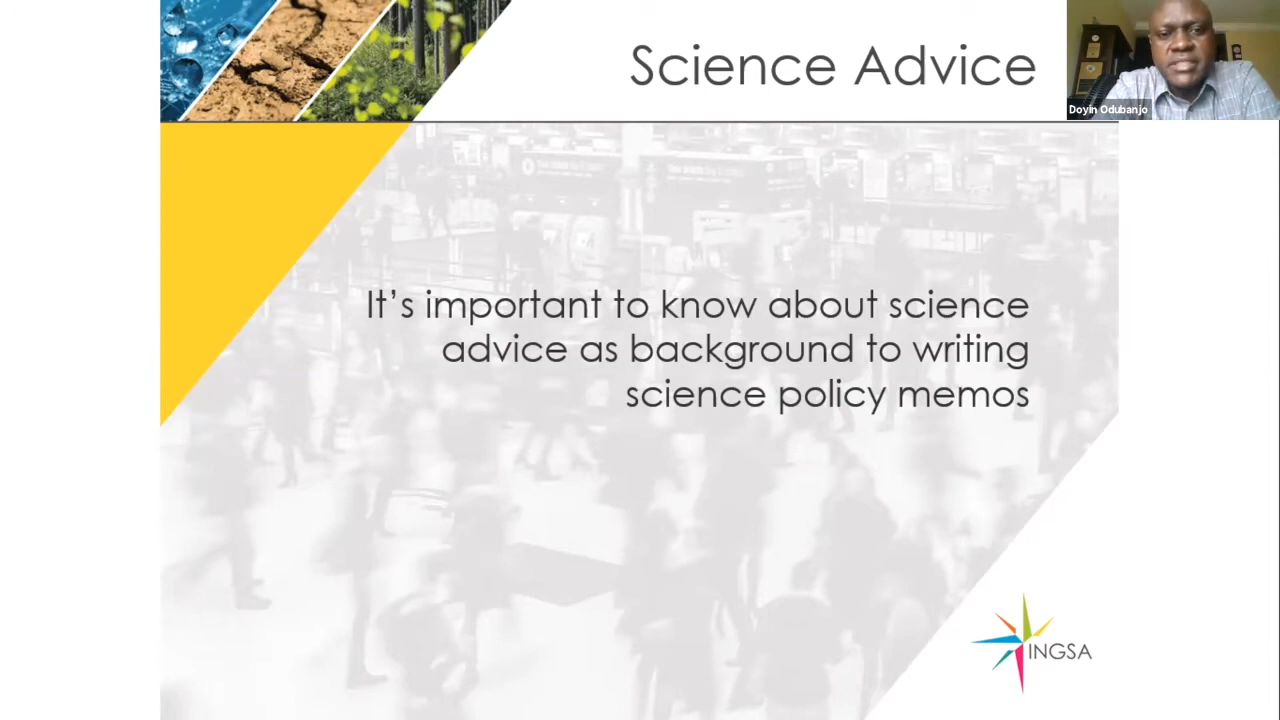 Science Advice
Doyin Odubanjo
It’s important to know about science
advice as background to writing
science policy memos
INGSA